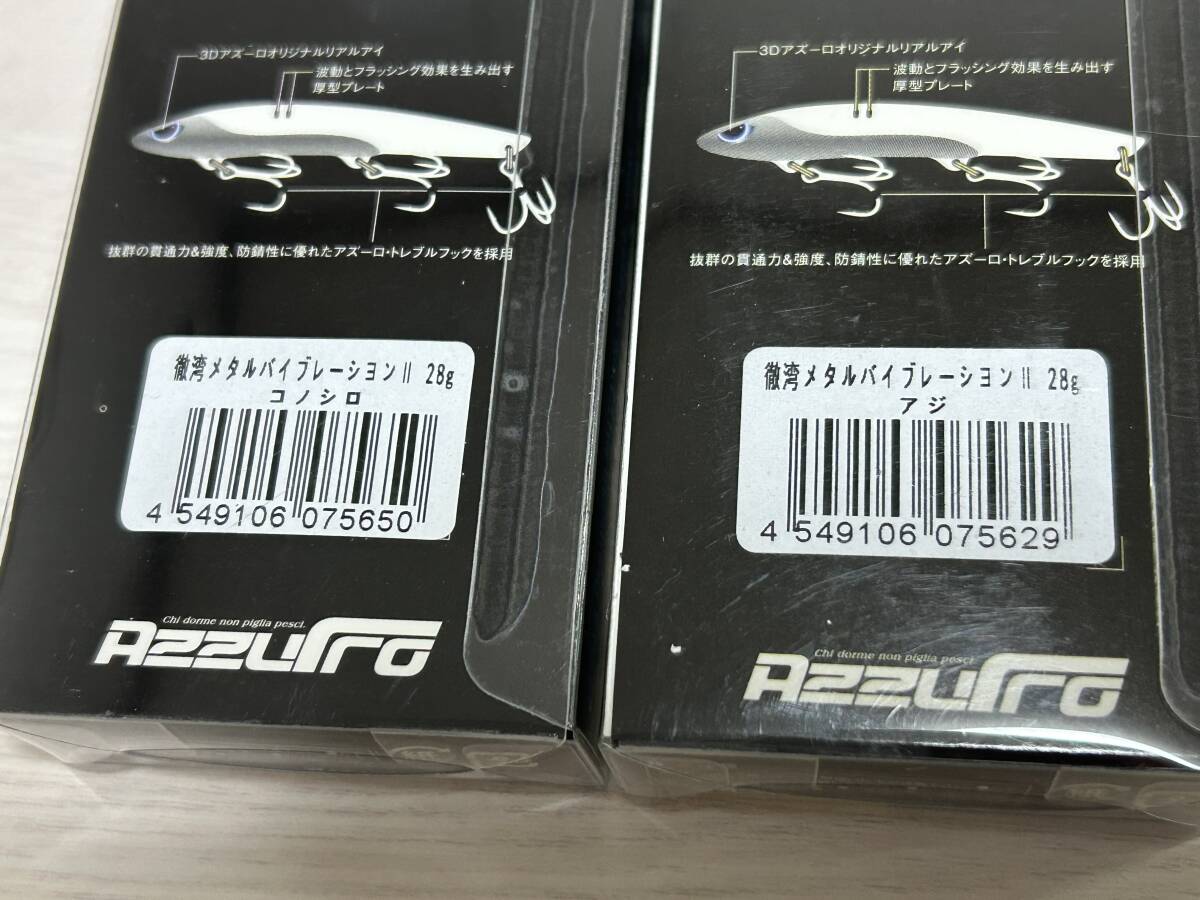 3Dアズーロオリジナルリアルアイ
波動とフラッシング効果を生み出す
厚型プレート
抜群の貫通力&強度、防錆性に優れたアズーロ・トレブルフックを採用
徹湾メタルバイブレーションⅡ 28g
コノシロ
4 549106 075650
Chi dorme non piglia pesci.
AZZURRO
3Dアズーロオリジナルリアルアイ
波動とフラッシング効果を生み出す
厚型プレート
抜群の貫通力&強度、防錆性に優れたアズーロ・トレブルフックを採用
徹湾メタルバイブレーションⅡ 28g
アジ
4 549106 075629
Chi dorme non piglia pesci.
AZZURRO